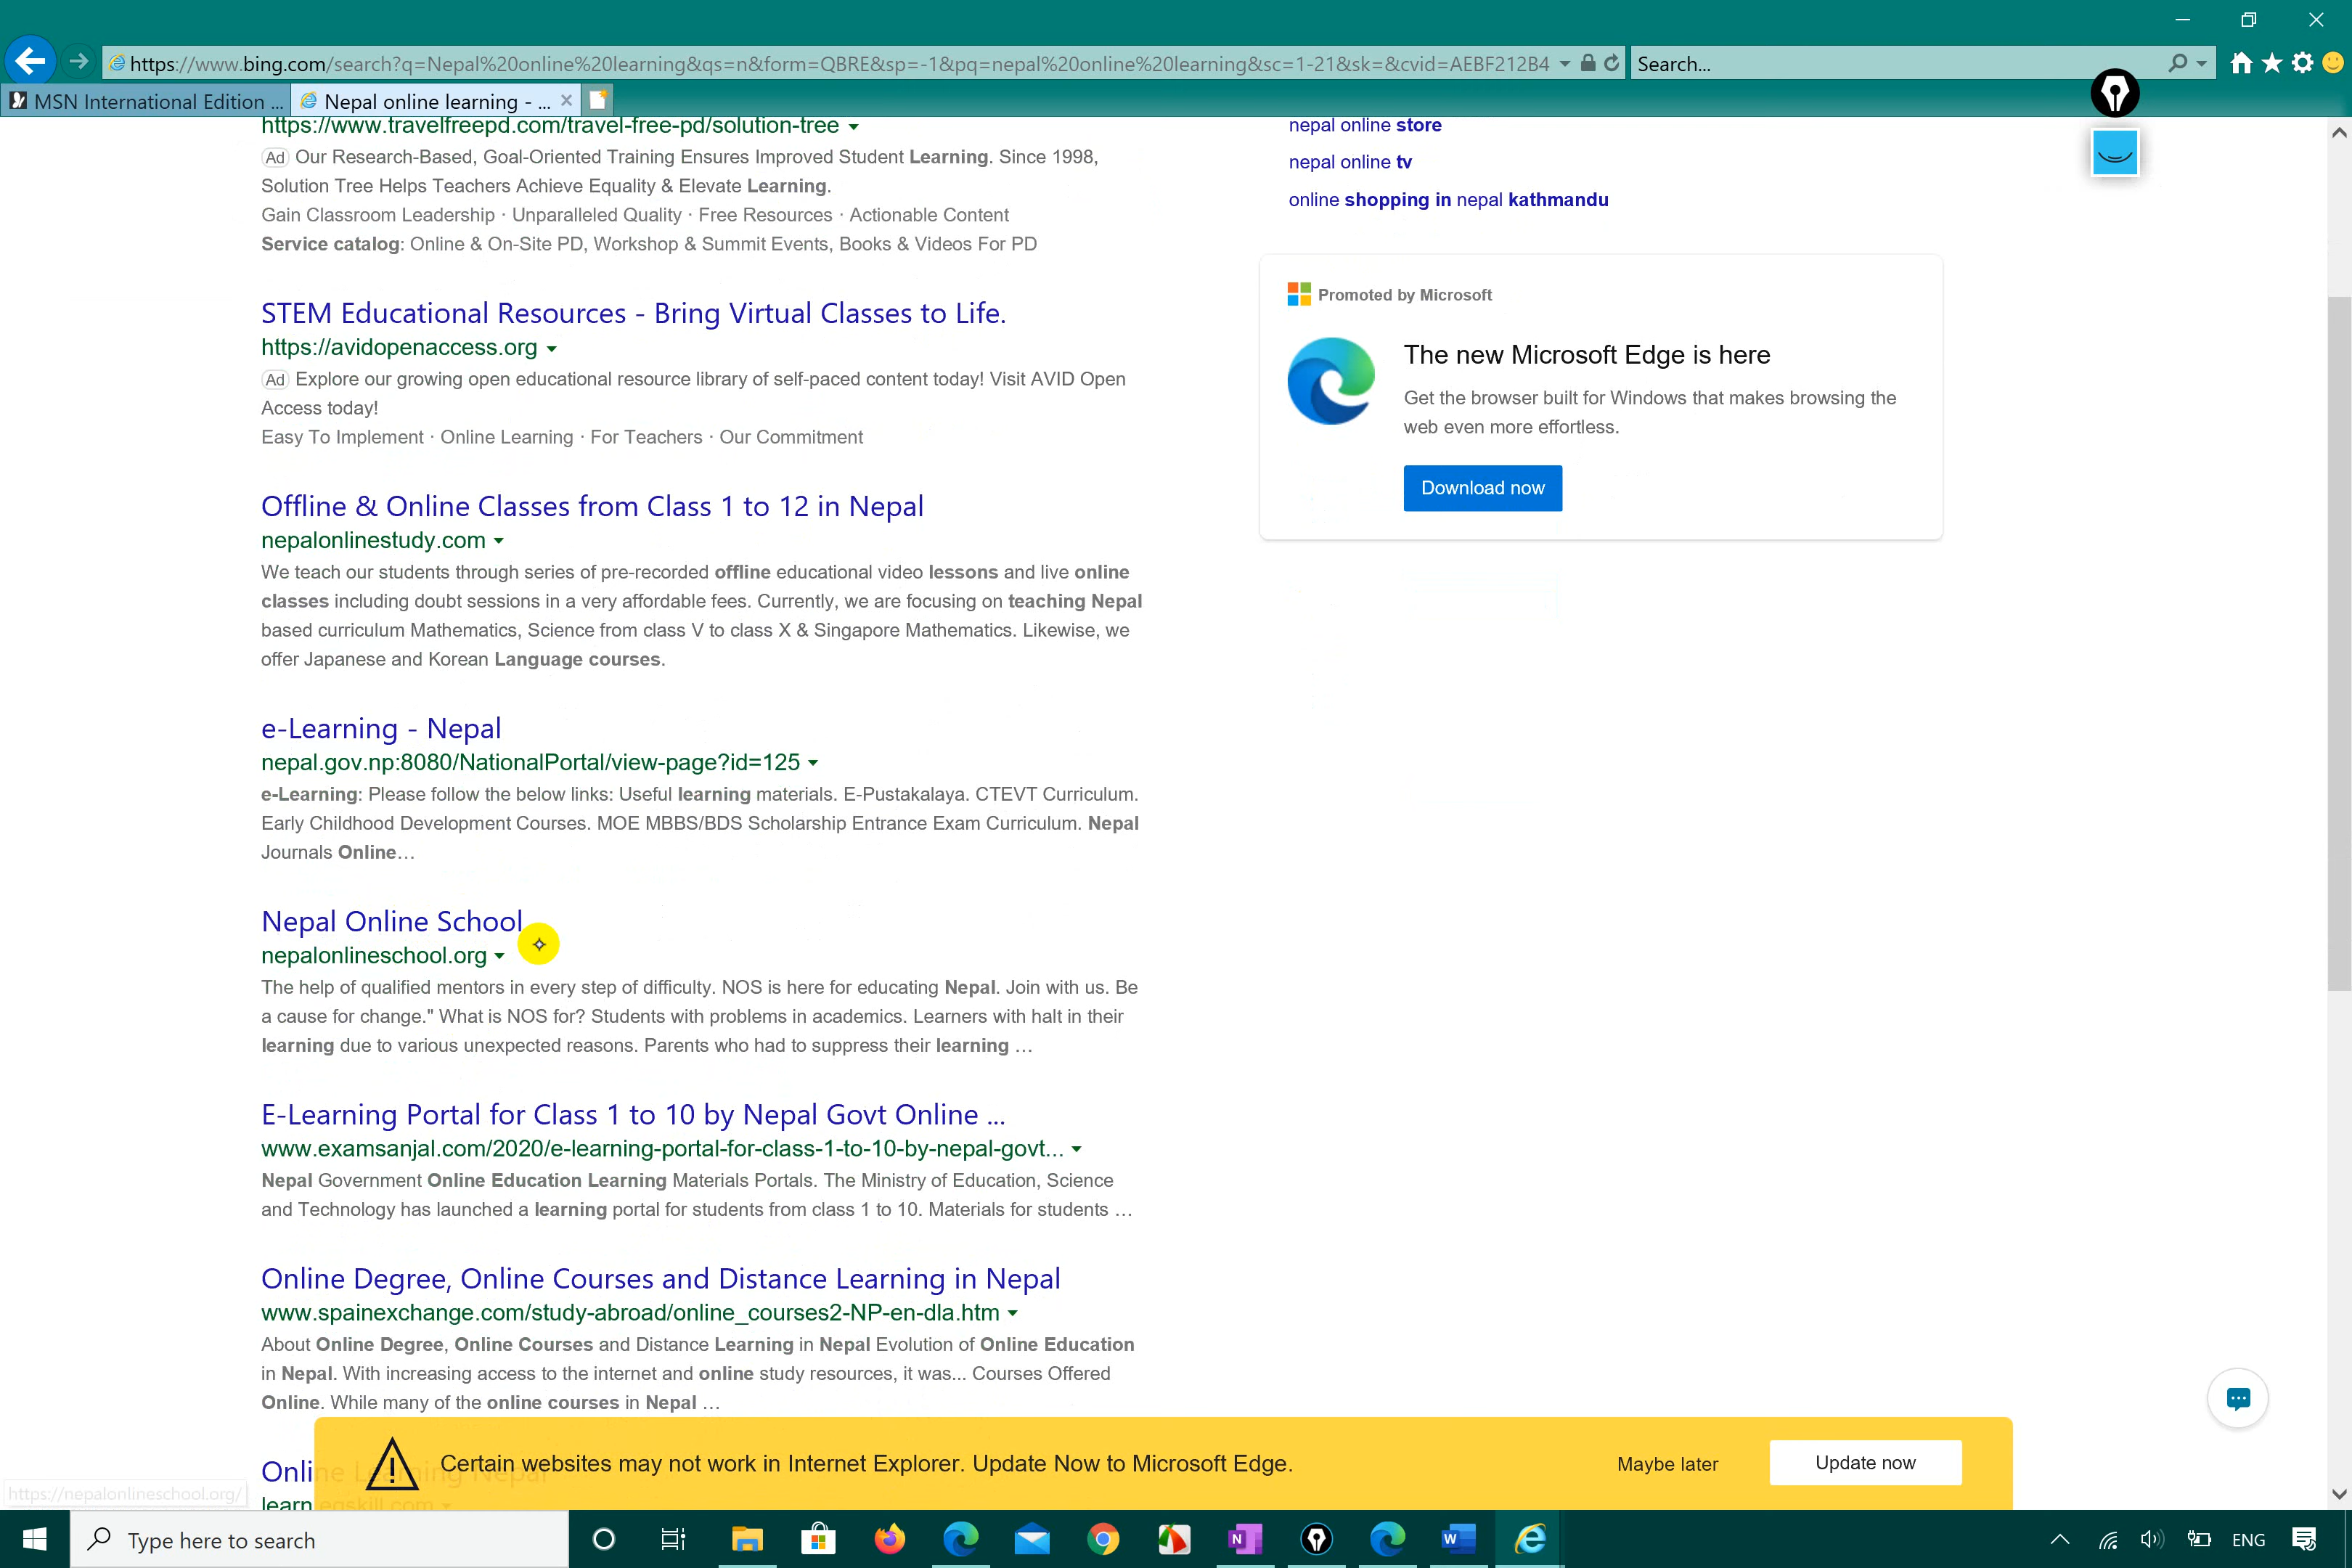 https://www.bing.com/search?q=Nepal%20online%20learning&qs=n&form=QBRE&sp=-1&pq=nepal%20online%20learning&sc=1-21&sk=&cvid=AEBF212B4
Search...
MSN International Edition ...
Nepal online learning - ...
https://www.travelfreepd.com/travel-free-pd/solution-tree
Ad Our Research-Based, Goal-Oriented Training Ensures Improved Student Learning. Since 1998,
Solution Tree Helps Teachers Achieve Equality & Elevate Learning.
Gain Classroom Leadership · Unparalleled Quality · Free Resources · Actionable Content
Service catalog: Online & On-Site PD, Workshop & Summit Events, Books & Videos For PD
STEM Educational Resources - Bring Virtual Classes to Life.
https://avidopenaccess.org
Ad Explore our growing open educational resource library of self-paced content today! Visit AVID Open
Access today!
Easy To Implement · Online Learning · For Teachers · Our Commitment
Offline & Online Classes from Class 1 to 12 in Nepal
nepalonlinestudy.com
We teach our students through series of pre-recorded offline educational video lessons and live online
classes including doubt sessions in a very affordable fees. Currently, we are focusing on teaching Nepal
based curriculum Mathematics, Science from class V to class X & Singapore Mathematics. Likewise, we
offer Japanese and Korean Language courses.
e-Learning - Nepal
nepal.gov.np:8080/NationalPortal/view-page?id=125
e-Learning: Please follow the below links: Useful learning materials. E-Pustakalaya. CTEVT Curriculum.
Early Childhood Development Courses. MOE MBBS/BDS Scholarship Entrance Exam Curriculum. Nepal
Journals Online…
Nepal Online School
nepalonlineschool.org
The help of qualified mentors in every step of difficulty. NOS is here for educating Nepal. Join with us. Be
a cause for change." What is NOS for? Students with problems in academics. Learners with halt in their
learning due to various unexpected reasons. Parents who had to suppress their learning …
E-Learning Portal for Class 1 to 10 by Nepal Govt Online ...
www.examsanjal.com/2020/e-learning-portal-for-class-1-to-10-by-nepal-govt...
Nepal Government Online Education Learning Materials Portals. The Ministry of Education, Science
and Technology has launched a learning portal for students from class 1 to 10. Materials for students …
Online Degree, Online Courses and Distance Learning in Nepal
www.spainexchange.com/study-abroad/online_courses2-NP-en-dla.htm
About Online Degree, Online Courses and Distance Learning in Nepal Evolution of Online Education
in Nepal. With increasing access to the internet and online study resources, it was... Courses Offered
Online. While many of the online courses in Nepal …
Online Learning Nepal
learn.eqskill.com
nepal online store
nepal online tv
online shopping in nepal kathmandu
Promoted by Microsoft
The new Microsoft Edge is here
Get the browser built for Windows that makes browsing the
web even more effortless.
Download now
Certain websites may not work in Internet Explorer. Update Now to Microsoft Edge.
Maybe later
Update now
https://nepalonlineschool.org/
Type here to search
N
W
ENG